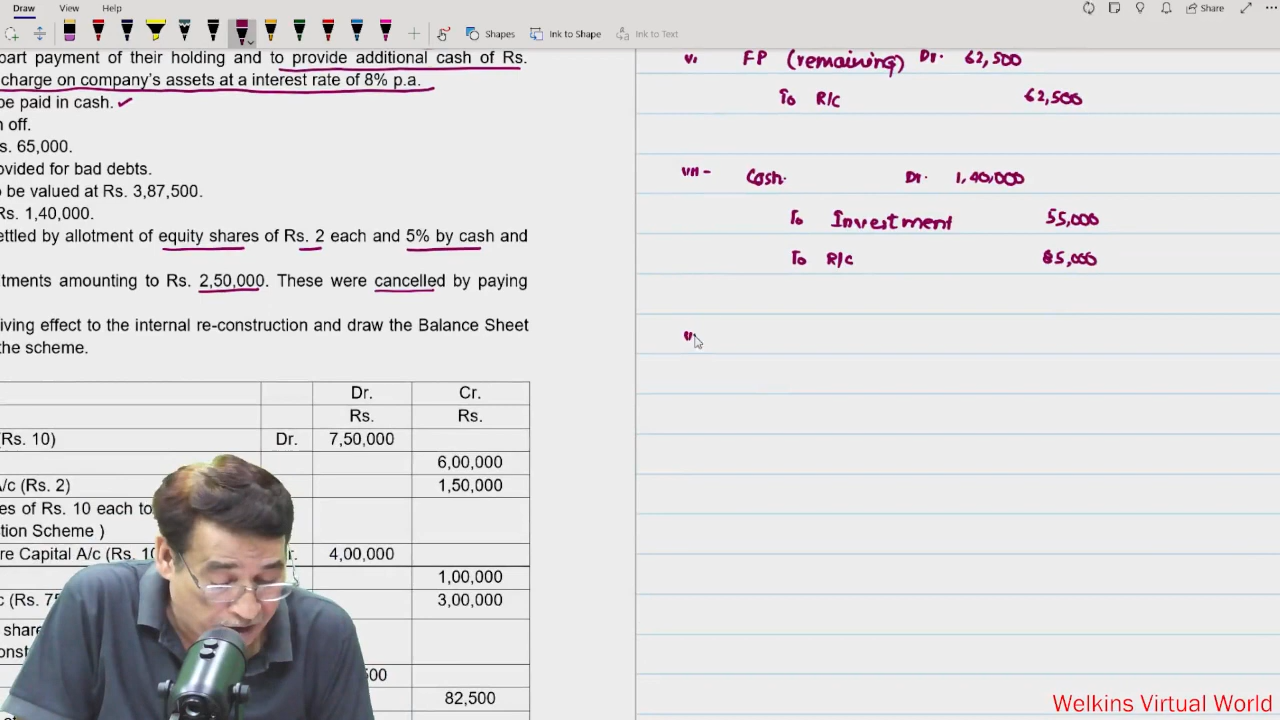 Draw View Help
Shapes Ink to Shape Ink to Text Share
part payment of their holding and to provide additional cash of Rs.
charge on company's assets at a interest rate of 8% p.a.
be paid in cash.
n off.
s. 65,000.
ovided for bad debts.
o be valued at Rs. 3,87,500.
Rs. 1,40,000.
ettled by allotment of equity shares of Rs. 2 each and 5% by cash and
tments amounting to Rs. 2,50,000. These were cancelled by paying
iving effect to the internal re-construction and draw the Balance Sheet
the scheme.
Dr. Cr.
Rs. Rs.
(Rs. 10) Dr. 7,50,000
6,00,000
A/c (Rs. 2) 1,50,000
es of Rs. 10 each to
ction Scheme )
re Capital A/c (Rs. 10 r. 4,00,000
1,00,000
c (Rs. 75 3,00,000
share
const
500
82,500
VI FP (remaining) Dr. 62,500
To R/C 62,500
VII - Cash Dr. 1,40,000
To Investment 55,000
To R/C 85,000
VI
Welkins Virtual World